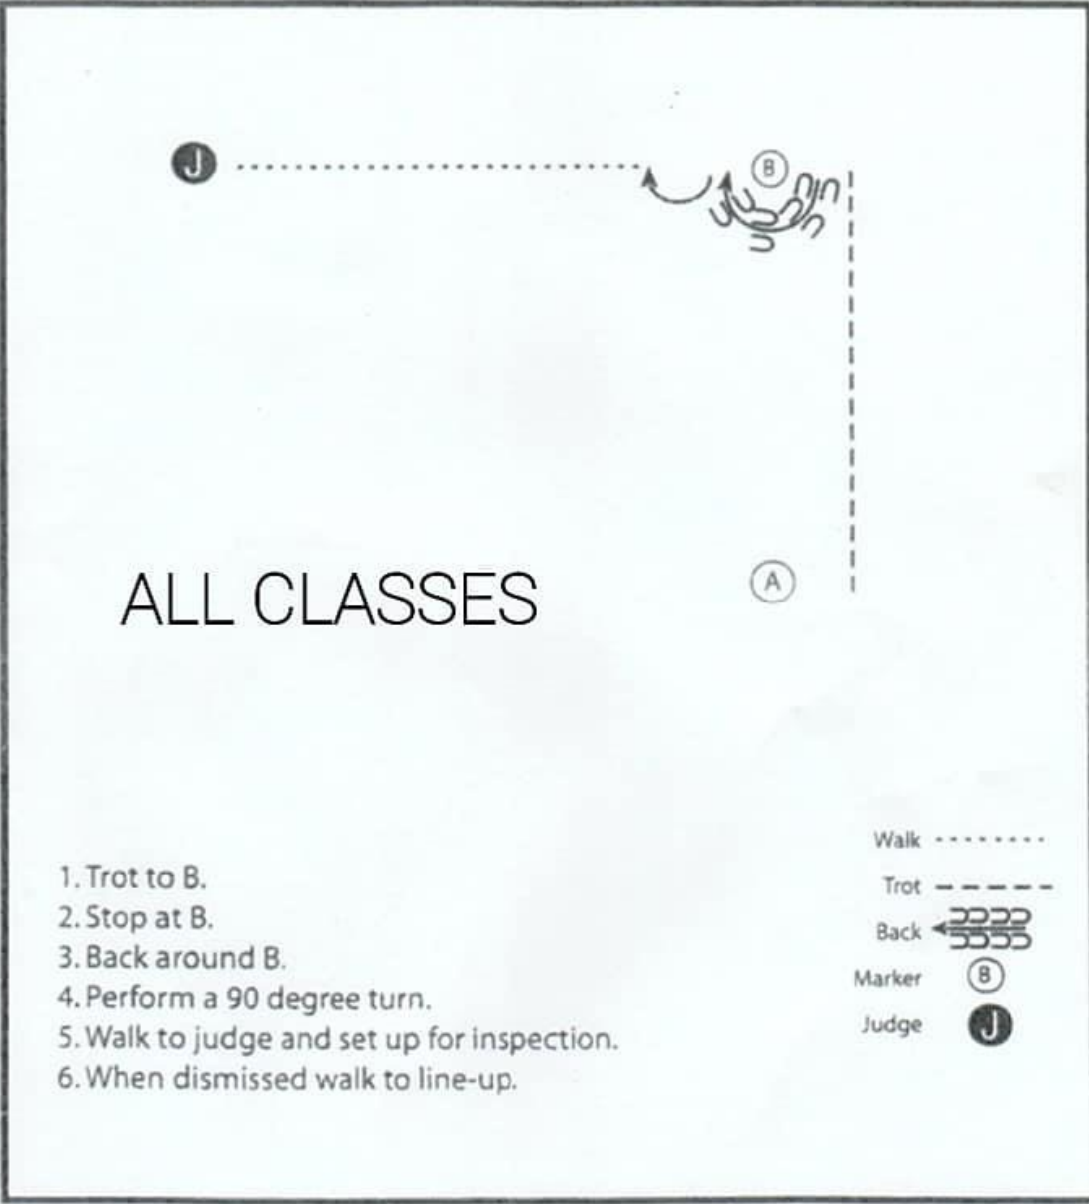 J
B
A
ALL CLASSES
1. Trot to B.
2. Stop at B.
3. Back around B.
4. Perform a 90 degree turn.
5. Walk to judge and set up for inspection.
6. When dismissed walk to line-up.
Walk
Trot
Back
Marker B
Judge J